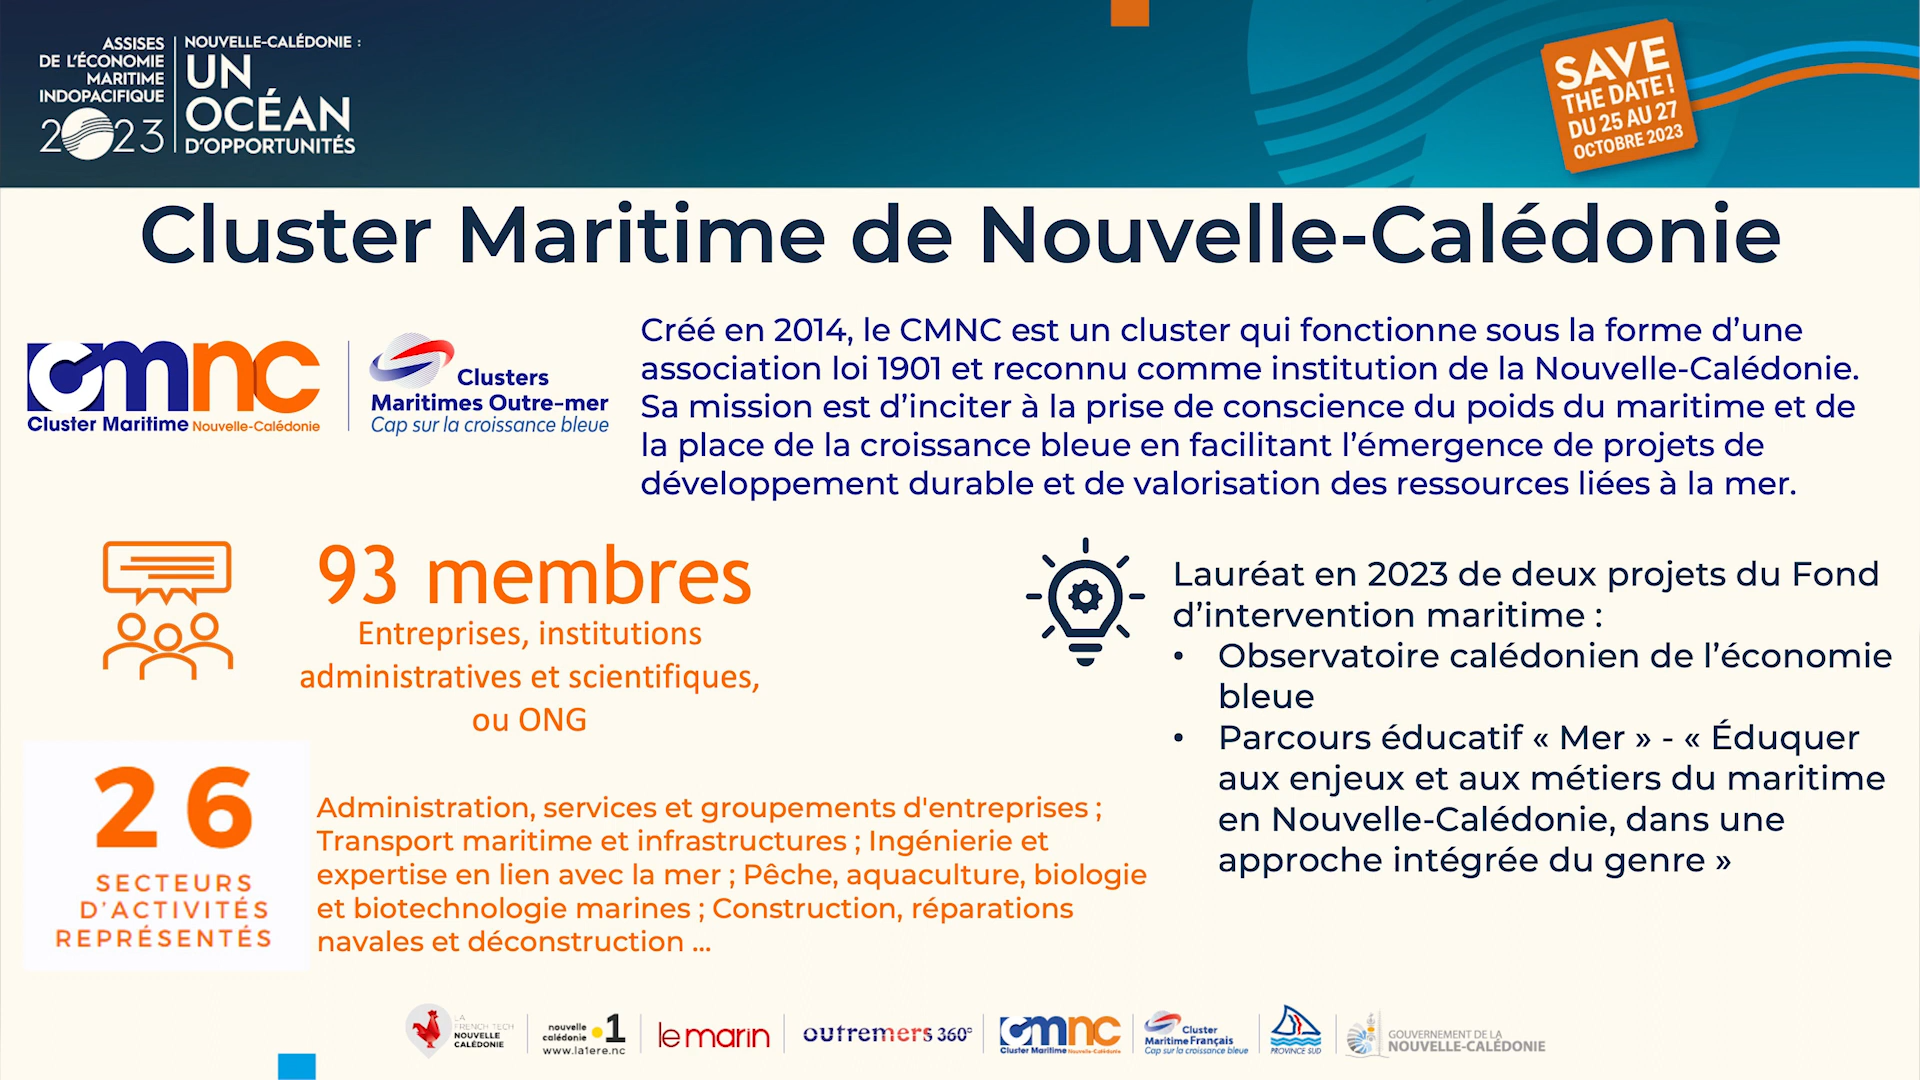 ASSISES
DE L'ÉCONOMIE
MARITIME
INDOPACIFIQUE
2023
NOUVELLE-CALÉDONIE :
UN
OCÉAN
D'OPPORTUNITÉS
SAVE
THE DATE !
DU 25 AU 27
OCTOBRE 2023
Cluster Maritime de Nouvelle-Calédonie
cmnc
Cluster Maritime Nouvelle-Calédonie
Clusters
Maritimes Outre-mer
Cap sur la croissance bleue
Créé en 2014, le CMNC est un cluster qui fonctionne sous la forme d’une
association loi 1901 et reconnu comme institution de la Nouvelle-Calédonie.
Sa mission est d’inciter à la prise de conscience du poids du maritime et de
la place de la croissance bleue en facilitant l’émergence de projets de
développement durable et de valorisation des ressources liées à la mer.
93 membres
Entreprises, institutions
administratives et scientifiques,
ou ONG
Lauréat en 2023 de deux projets du Fond
d’intervention maritime :
• Observatoire calédonien de l’économie
bleue
• Parcours éducatif « Mer » - « Éduquer
aux enjeux et aux métiers du maritime
en Nouvelle-Calédonie, dans une
approche intégrée du genre »
26
SECTEURS
D’ACTIVITÉS
REPRÉSENTÉS
Administration, services et groupements d'entreprises ;
Transport maritime et infrastructures ; Ingénierie et
expertise en lien avec la mer ; Pêche, aquaculture, biologie
et biotechnologie marines ; Construction, réparations
navales et déconstruction ...
LA
FRENCH TECH
NOUVELLE
CALÉDONIE
nouvelle
calédonie 1
www.la1ere.nc
le marin
outremers 360°
cmnc
Cluster Maritime Nouvelle-Calédonie
Cluster
Maritime Français
Cap sur la croissance bleue
PROVINCE SUD
GOUVERNEMENT DE LA
NOUVELLE-CALÉDONIE